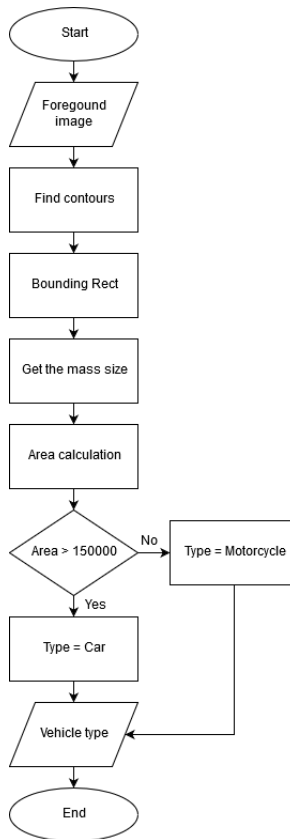 Start
Foregound
image
Find contours
Bounding Rect
Get the mass size
Area calculation
Area > 150000
No
Type = Motorcycle
Yes
Type = Car
Vehicle type
End